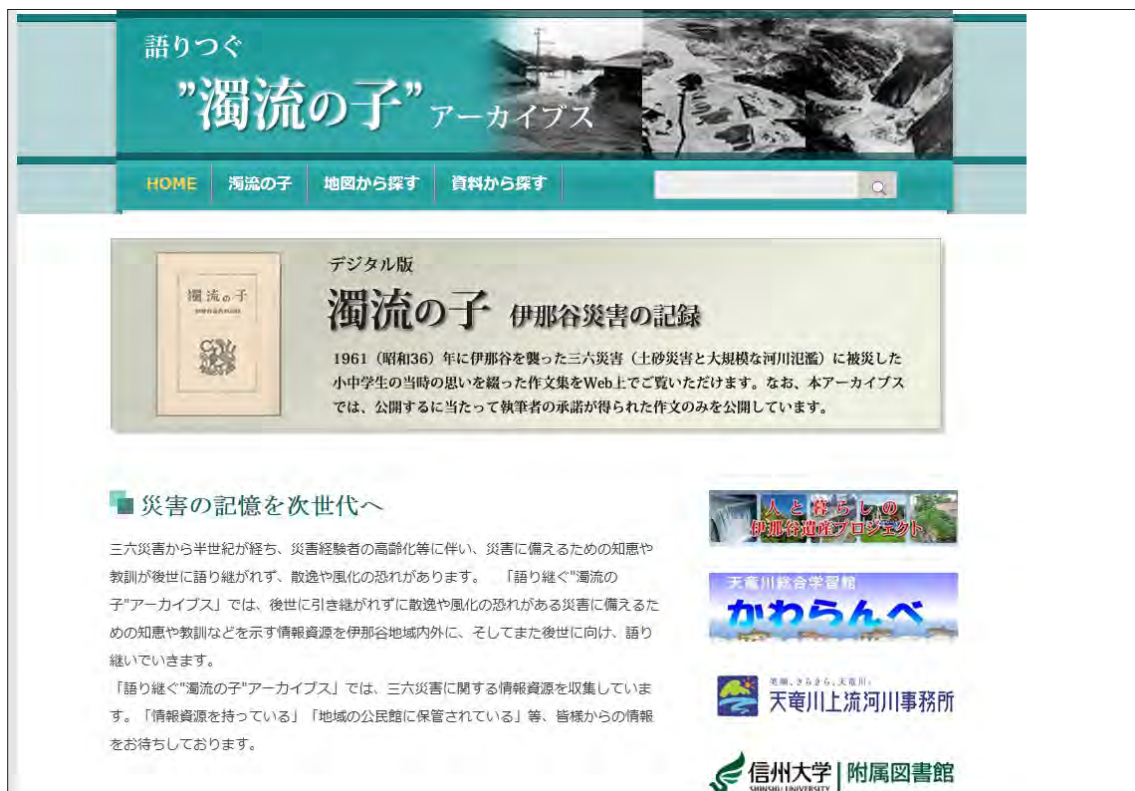 語りつぐ
”濁流の子”アーカイブス
HOME 濁流の子 地図から探す 資料から探す
濁流の子
デジタル版
濁流の子 伊那谷災害の記録
1961（昭和36）年に伊那谷を襲った三六災害（土砂災害と大規模な河川氾濫）に被災した
小中学生の当時の思いを綴った作文集をWeb上でご覧いただけます。なお、本アーカイブス
では、公開するに当たって執筆者の承諾が得られた作文のみを公開しています。
災害の記憶を次世代へ
三六災害から半世紀が経ち、災害経験者の高齢化等に伴い、災害に備えるための知恵や
教訓が後世に語り継がれず、散逸や風化の恐れがあります。 「語り継ぐ"濁流の
子"アーカイブス」では、後世に引き継がれずに散逸や風化の恐れがある災害に備えるた
めの知恵や教訓などを示す情報資源を伊那谷地域内外に、そしてまた後世に向け、語り
継いでいきます。
「語り継ぐ"濁流の子"アーカイブス」では、三六災害に関する情報資源を収集していま
す。「情報資源を持っている」「地域の公民館に保管されている」等、皆様からの情報
をお待ちしております。
人と暮らしの
伊那谷遺産プロジェクト
天竜川総合学習館
かわらんべ
笑顔、きらきら、天竜川。
天竜川上流河川事務所
信州大学 附属図書館
SHINSHU UNIVERSITY